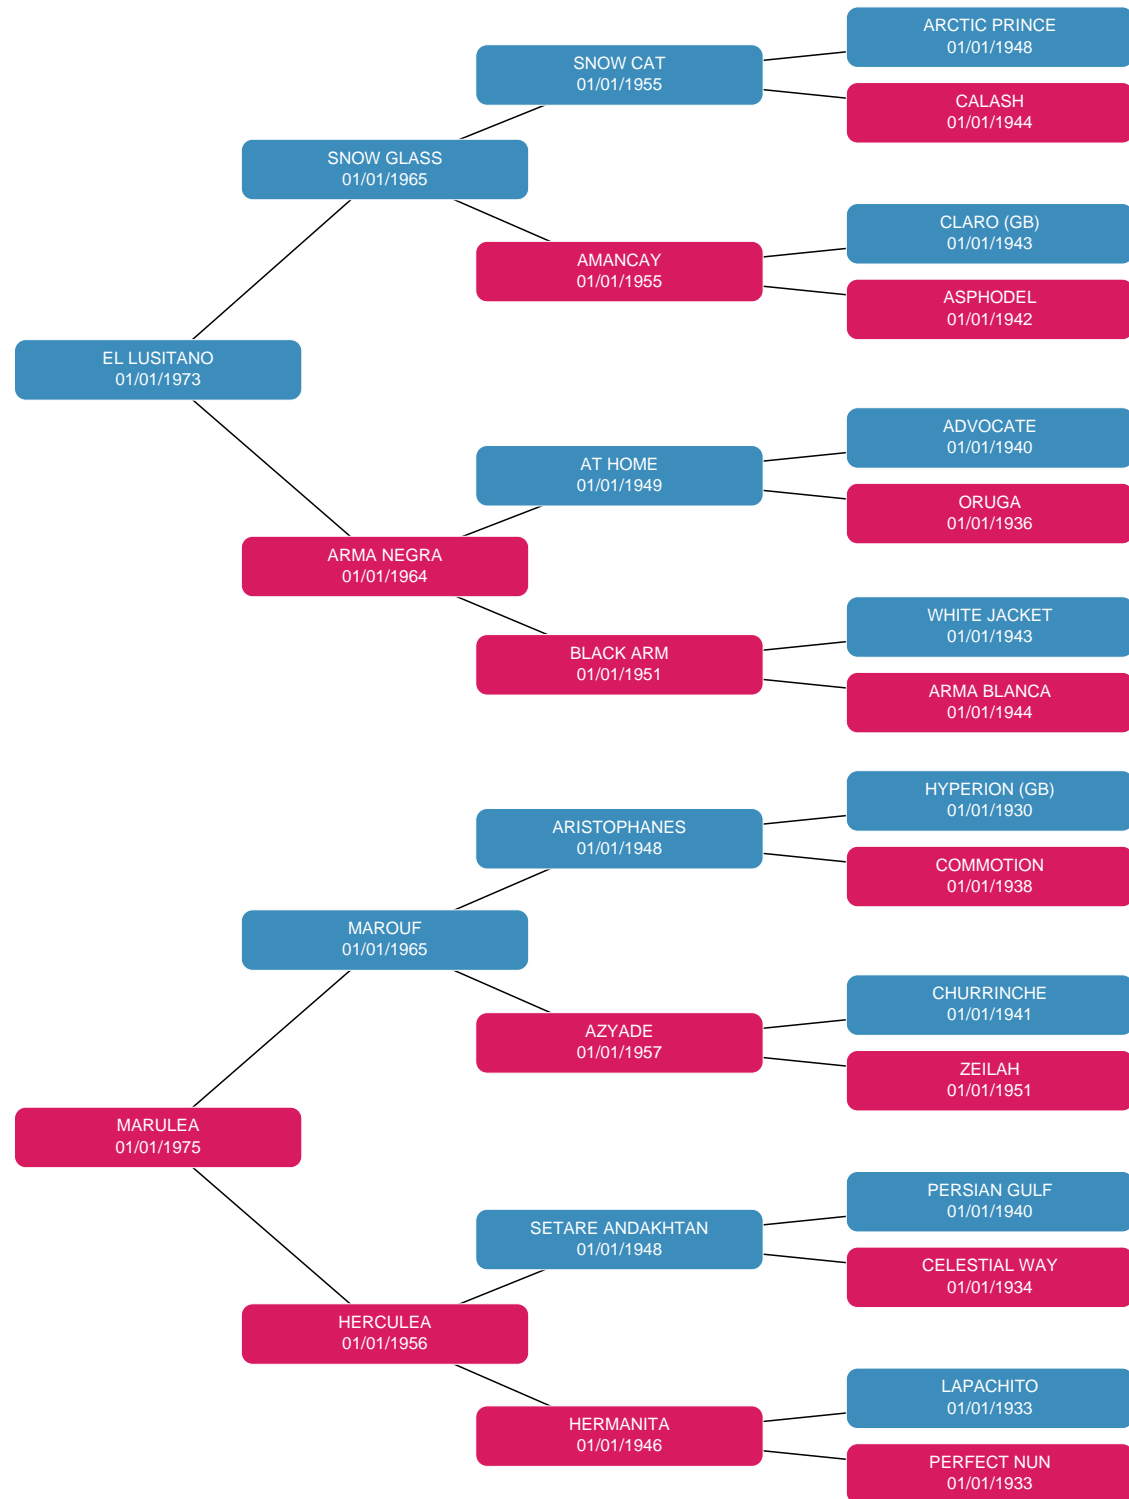 ARCTIC PRINCE
01/01/1948
SNOW CAT
01/01/1955
CALASH
01/01/1944
SNOW GLASS
01/01/1965
CLARO (GB)
01/01/1943
AMANCAY
01/01/1955
ASPHODEL
01/01/1942
EL LUSITANO
01/01/1973
ADVOCATE
01/01/1940
AT HOME
01/01/1949
ORUGA
01/01/1936
ARMA NEGRA
01/01/1964
WHITE JACKET
01/01/1943
BLACK ARM
01/01/1951
ARMA BLANCA
01/01/1944
HYPERION (GB)
01/01/1930
ARISTOPHANES
01/01/1948
COMMOTION
01/01/1938
MAROUF
01/01/1965
CHURRINCHE
01/01/1941
AZYADE
01/01/1957
ZEILAH
01/01/1951
MARULEA
01/01/1975
PERSIAN GULF
01/01/1940
SETARE ANDAKHTAN
01/01/1948
CELESTIAL WAY
01/01/1934
HERCULEA
01/01/1956
LAPACHITO
01/01/1933
HERMANITA
01/01/1946
PERFECT NUN
01/01/1933